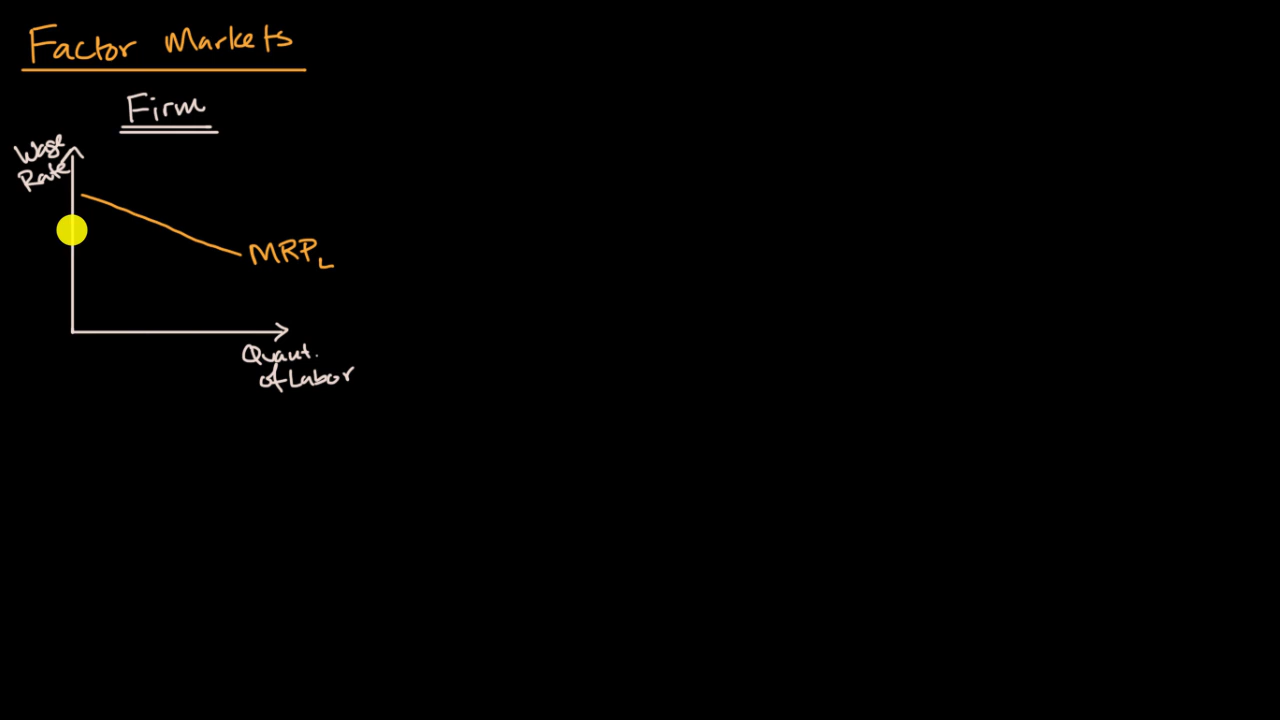 Factor Markets
Firm
Wage
Rate
MRPL
Quant.
of Labor